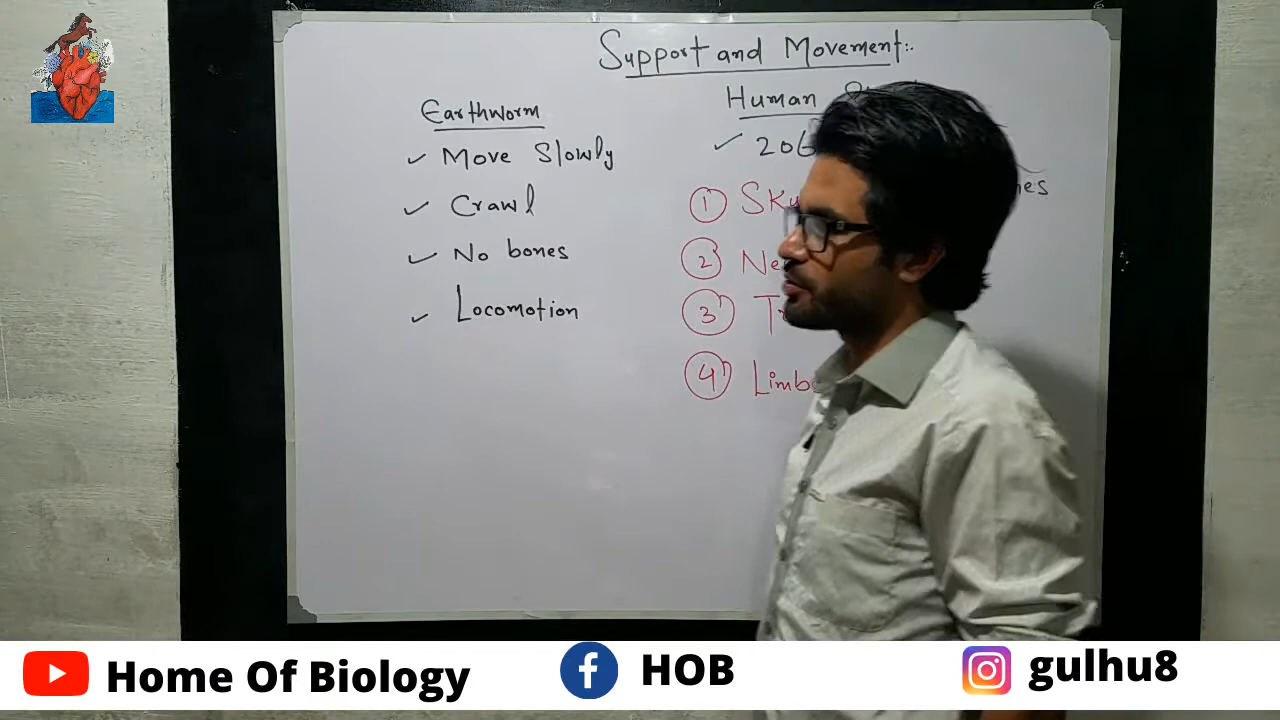 Support and Movement:-
Earthworm
Move Slowly
Crawl
No bones
Locomotion
Human
206
1
2
3
4 Limbs
Home Of Biology
HOB
gulhu8